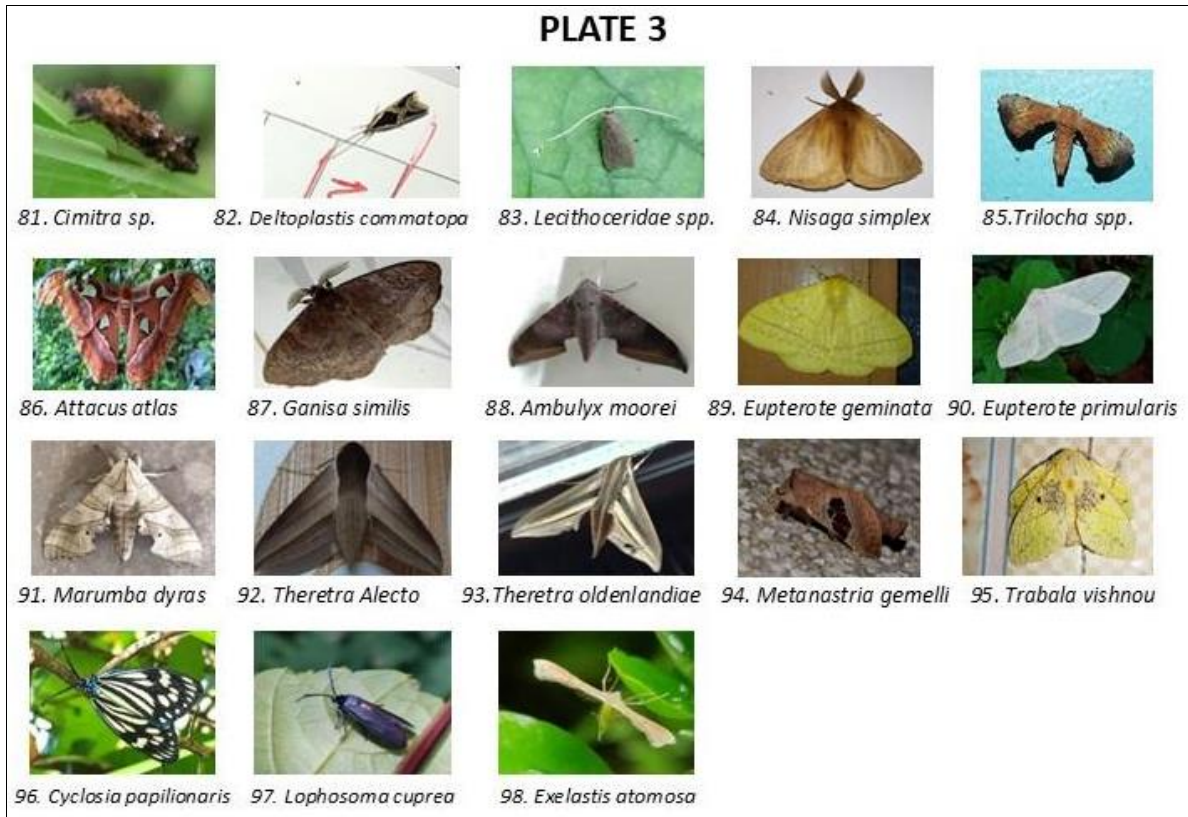 PLATE 3
81. Cimitra sp. 82. Deltoplastis commatopa 83. Lecithoceridae spp. 84. Nisaga simplex 85.Trilocha spp.
86. Attacus atlas 87. Ganisa similis 88. Ambulyx moorei 89. Eupterote geminata 90. Eupterote primularis
91. Marumba dyras 92. Theretra Alecto 93.Theretra oldenlandiae 94. Metanastria gemelli 95. Trabala vishnou
96. Cyclosia papilionaris 97. Lophosoma cuprea 98. Exelastis atomosa